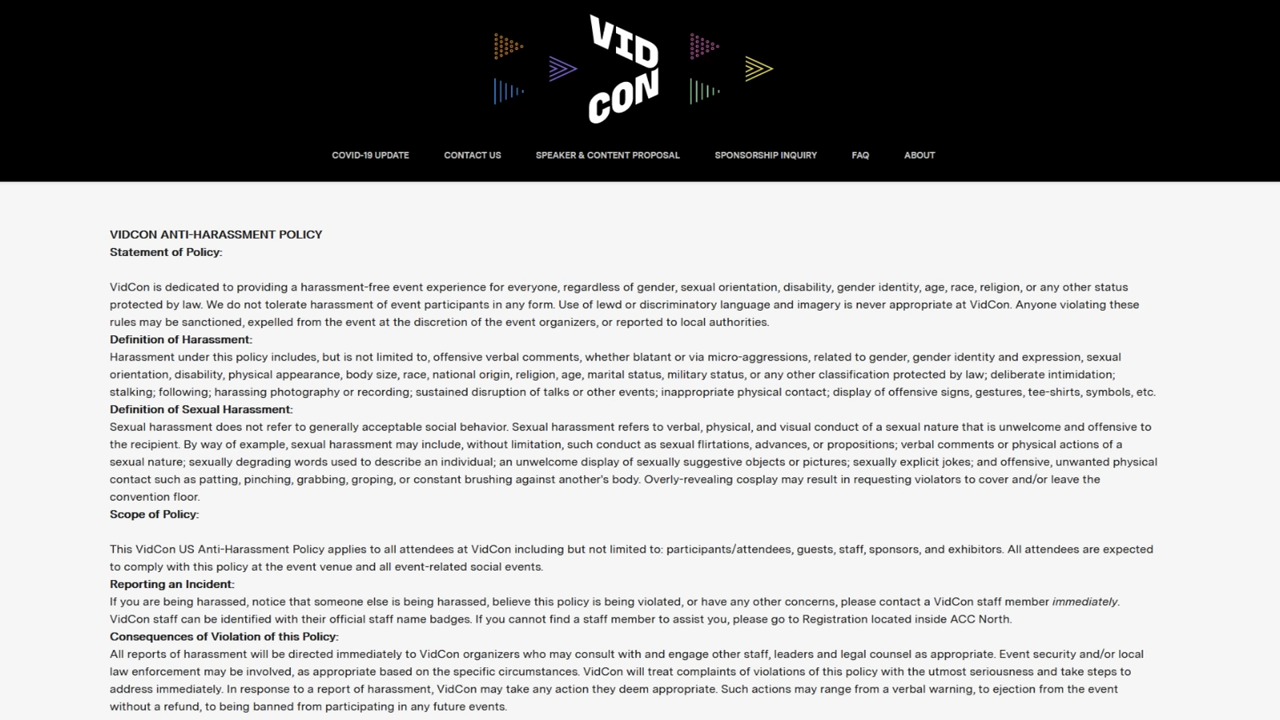 VID
CON
COVID-19 UPDATE CONTACT US SPEAKER & CONTENT PROPOSAL SPONSORSHIP INQUIRY FAQ ABOUT
VIDCON ANTI-HARASSMENT POLICY
Statement of Policy:
VidCon is dedicated to providing a harassment-free event experience for everyone, regardless of gender, sexual orientation, disability, gender identity, age, race, religion, or any other status
protected by law. We do not tolerate harassment of event participants in any form. Use of lewd or discriminatory language and imagery is never appropriate at VidCon. Anyone violating these
rules may be sanctioned, expelled from the event at the discretion of the event organizers, or reported to local authorities.
Definition of Harassment:
Harassment under this policy includes, but is not limited to, offensive verbal comments, whether blatant or via micro-aggressions, related to gender, gender identity and expression, sexual
orientation, disability, physical appearance, body size, race, national origin, religion, age, marital status, military status, or any other classification protected by law; deliberate intimidation;
stalking; following; harassing photography or recording; sustained disruption of talks or other events; inappropriate physical contact; display of offensive signs, gestures, tee-shirts, symbols, etc.
Definition of Sexual Harassment:
Sexual harassment does not refer to generally acceptable social behavior. Sexual harassment refers to verbal, physical, and visual conduct of a sexual nature that is unwelcome and offensive to
the recipient. By way of example, sexual harassment may include, without limitation, such conduct as sexual flirtations, advances, or propositions; verbal comments or physical actions of a
sexual nature; sexually degrading words used to describe an individual; an unwelcome display of sexually suggestive objects or pictures; sexually explicit jokes; and offensive, unwanted physical
contact such as patting, pinching, grabbing, groping, or constant brushing against another's body. Overly-revealing cosplay may result in requesting violators to cover and/or leave the
convention floor.
Scope of Policy:
This VidCon US Anti-Harassment Policy applies to all attendees at VidCon including but not limited to: participants/attendees, guests, staff, sponsors, and exhibitors. All attendees are expected
to comply with this policy at the event venue and all event-related social events.
Reporting an Incident:
If you are being harassed, notice that someone else is being harassed, believe this policy is being violated, or have any other concerns, please contact a VidCon staff member immediately.
VidCon staff can be identified with their official staff name badges. If you cannot find a staff member to assist you, please go to Registration located inside ACC North.
Consequences of Violation of this Policy:
All reports of harassment will be directed immediately to VidCon organizers who may consult with and engage other staff, leaders and legal counsel as appropriate. Event security and/or local
law enforcement may be involved, as appropriate based on the specific circumstances. VidCon will treat complaints of violations of this policy with the utmost seriousness and take steps to
address immediately. In response to a report of harassment, VidCon may take any action they deem appropriate. Such actions may range from a verbal warning, to ejection from the event
without a refund, to being banned from participating in any future events.